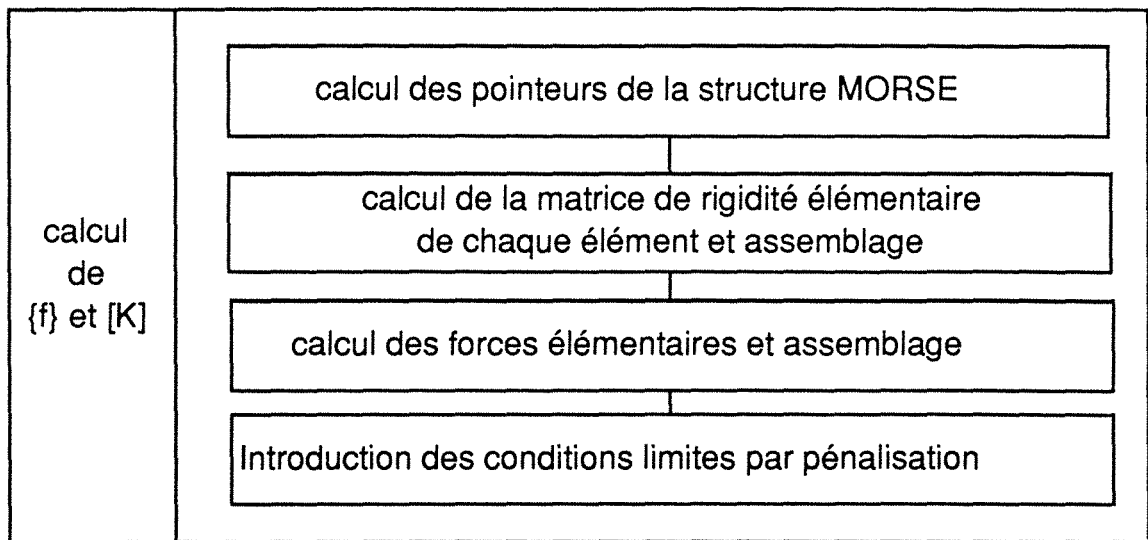 calcul
de
{f} et [K]
calcul des pointeurs de la structure MORSE
calcul de la matrice de rigidité élémentaire
de chaque élément et assemblage
calcul des forces élémentaires et assemblage
Introduction des conditions limites par pénalisation